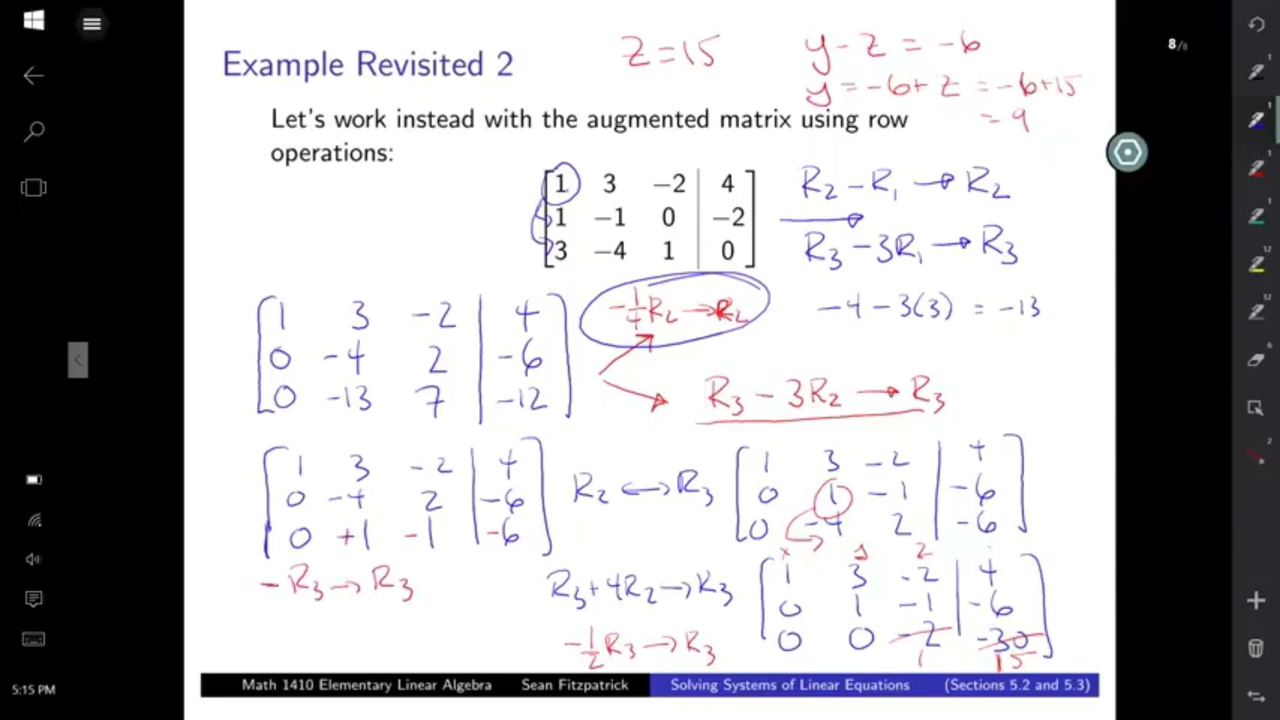 8/8
Example Revisited 2
z = 15
y - z = -6
y = -6 + z = -6 + 15
= 9
Let's work instead with the augmented matrix using row
operations:
1 3 −2 | 4
1 −1 0 | −2
3 −4 1 | 0
R₂ - R₁ → R₂
R₃ - 3R₁ → R₃
1 3 -2 | 4
0 -4 2 | -6
0 -13 7 | -12
-1/4 R₂ → R₂
-4 - 3(3) = -13
R₃ - 3R₂ → R₃
1 3 -2 | 4
0 -4 2 | -6
0 +1 -1 | -6
R₂ ↔ R₃
1 3 -2 | 4
0 1 -1 | -6
0 -4 2 | -6
-R₃ → R₃
R₃ + 4R₂ → R₃
-1/2 R₃ → R₃
x y z
1 3 -2 | 4
0 1 -1 | -6
0 0 -2 | -30
1 15
Math 1410 Elementary Linear Algebra Sean Fitzpatrick Solving Systems of Linear Equations (Sections 5.2 and 5.3)
5:15 PM